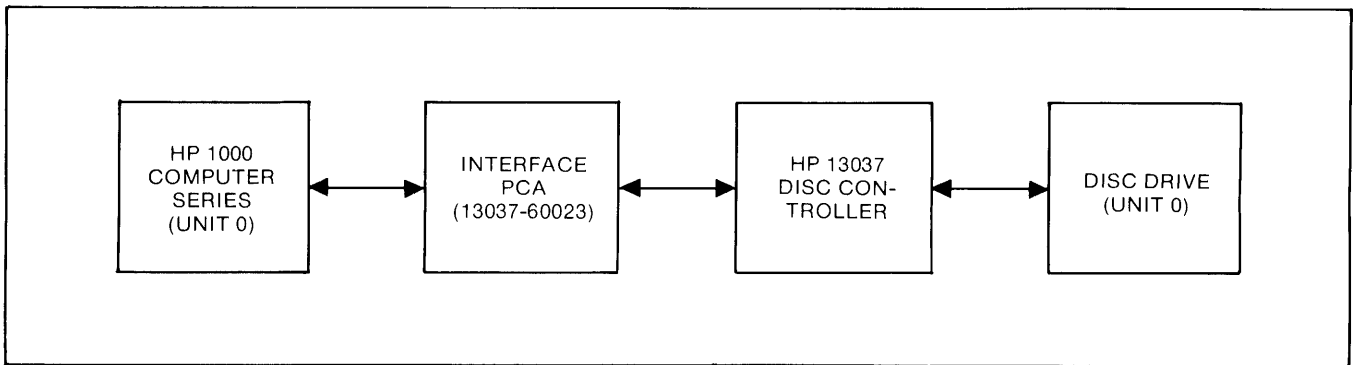 HP 1000
COMPUTER
SERIES
(UNIT 0)
INTERFACE
PCA
(13037-60023)
HP 13037
DISC CON-
TROLLER
DISC DRIVE
(UNIT 0)